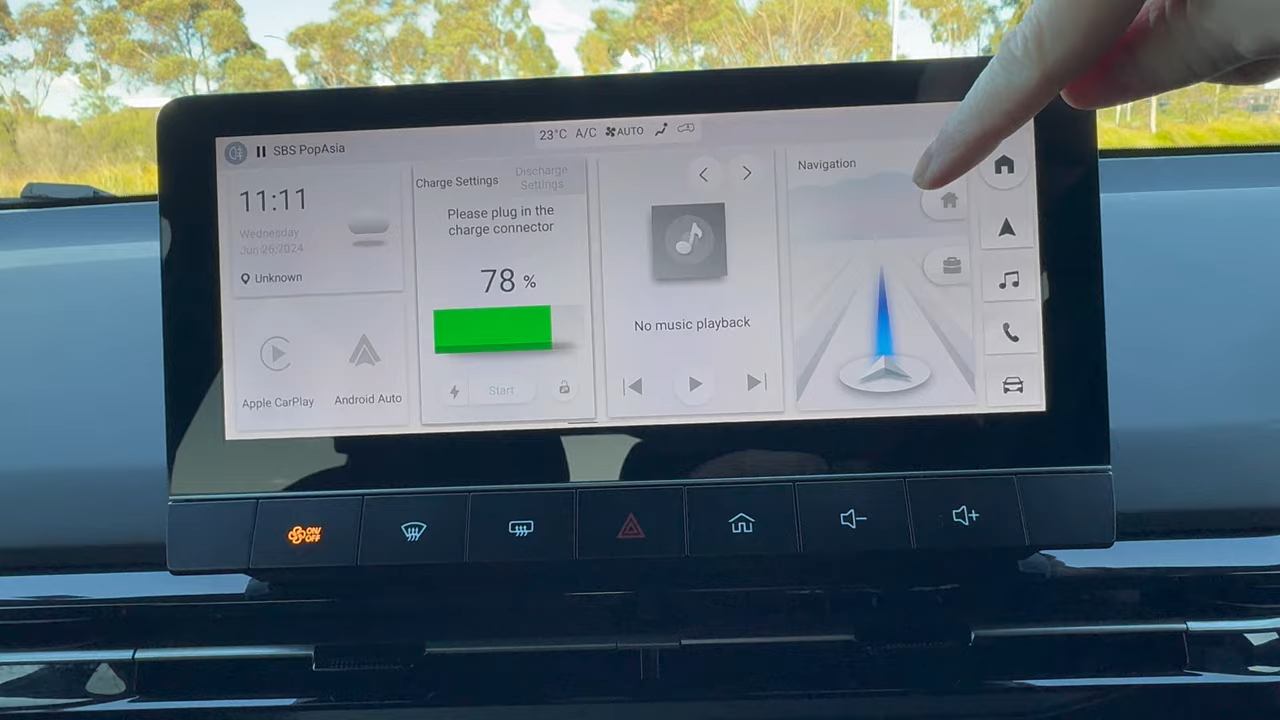 23°C A/C AUTO
SBS PopAsia
11:11
Wednesday
Jun 26,2024
Unknown
Apple CarPlay
Android Auto
Charge Settings
Discharge
Settings
Please plug in the
charge connector
78 %
Start
No music playback
Navigation
ON/
OFF